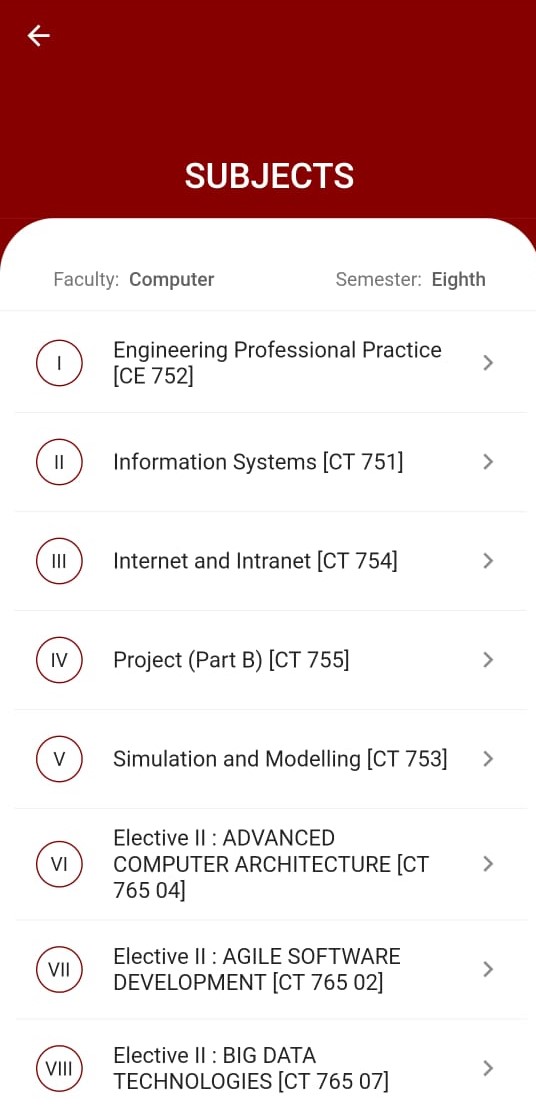 SUBJECTS
Faculty: Computer
Semester: Eighth
I
Engineering Professional Practice
[CE 752]
II
Information Systems [CT 751]
III
Internet and Intranet [CT 754]
IV
Project (Part B) [CT 755]
V
Simulation and Modelling [CT 753]
VI
Elective II : ADVANCED
COMPUTER ARCHITECTURE [CT
765 04]
VII
Elective II : AGILE SOFTWARE
DEVELOPMENT [CT 765 02]
VIII
Elective II : BIG DATA
TECHNOLOGIES [CT 765 07]